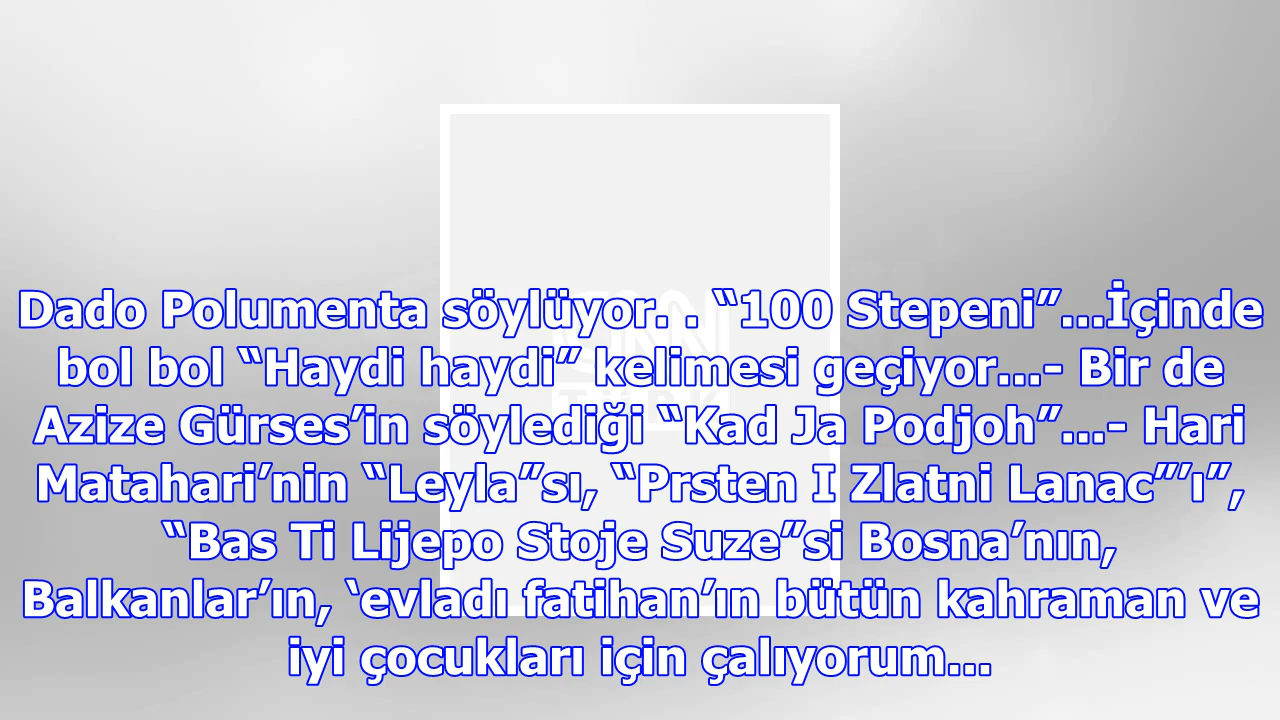 Dado Polumenta söylüyor. . “100 Stepeni”...İçinde
bol bol “Haydi haydi” kelimesi geçiyor...- Bir de
Azize Gürses’in söylediği “Kad Ja Podjoh”...- Hari
Matahari’nin “Leyla”sı, “Prsten I Zlatni Lanac”’ı”,
“Bas Ti Lijepo Stoje Suze”si Bosna’nın,
Balkanlar’ın, ‘evladı fatihan’ın bütün kahraman ve
iyi çocukları için çalıyorum...